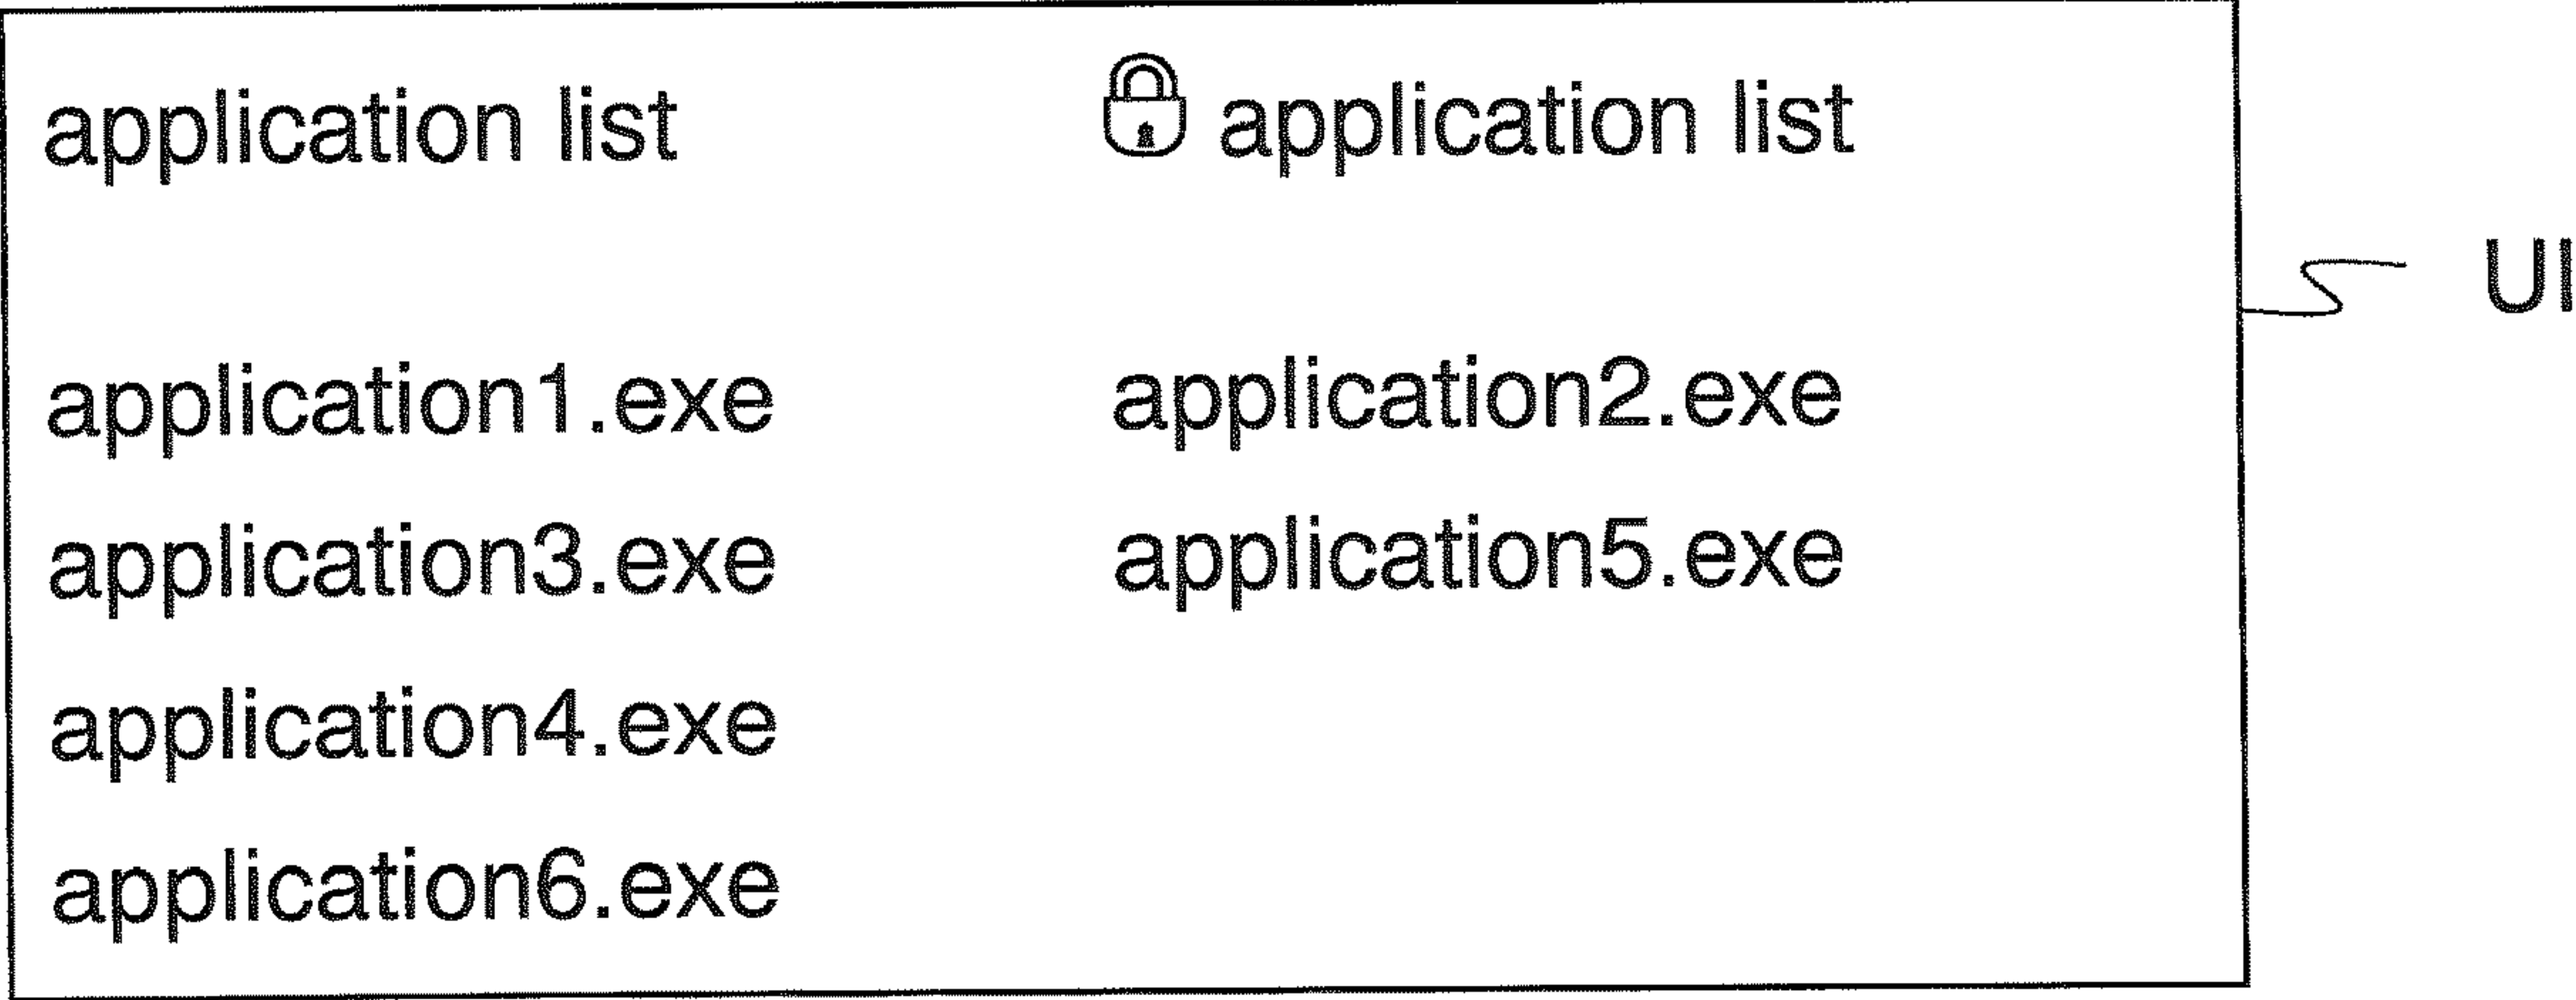 application list
application list
UI
application1.exe
application2.exe
application3.exe
application5.exe
application4.exe
application6.exe